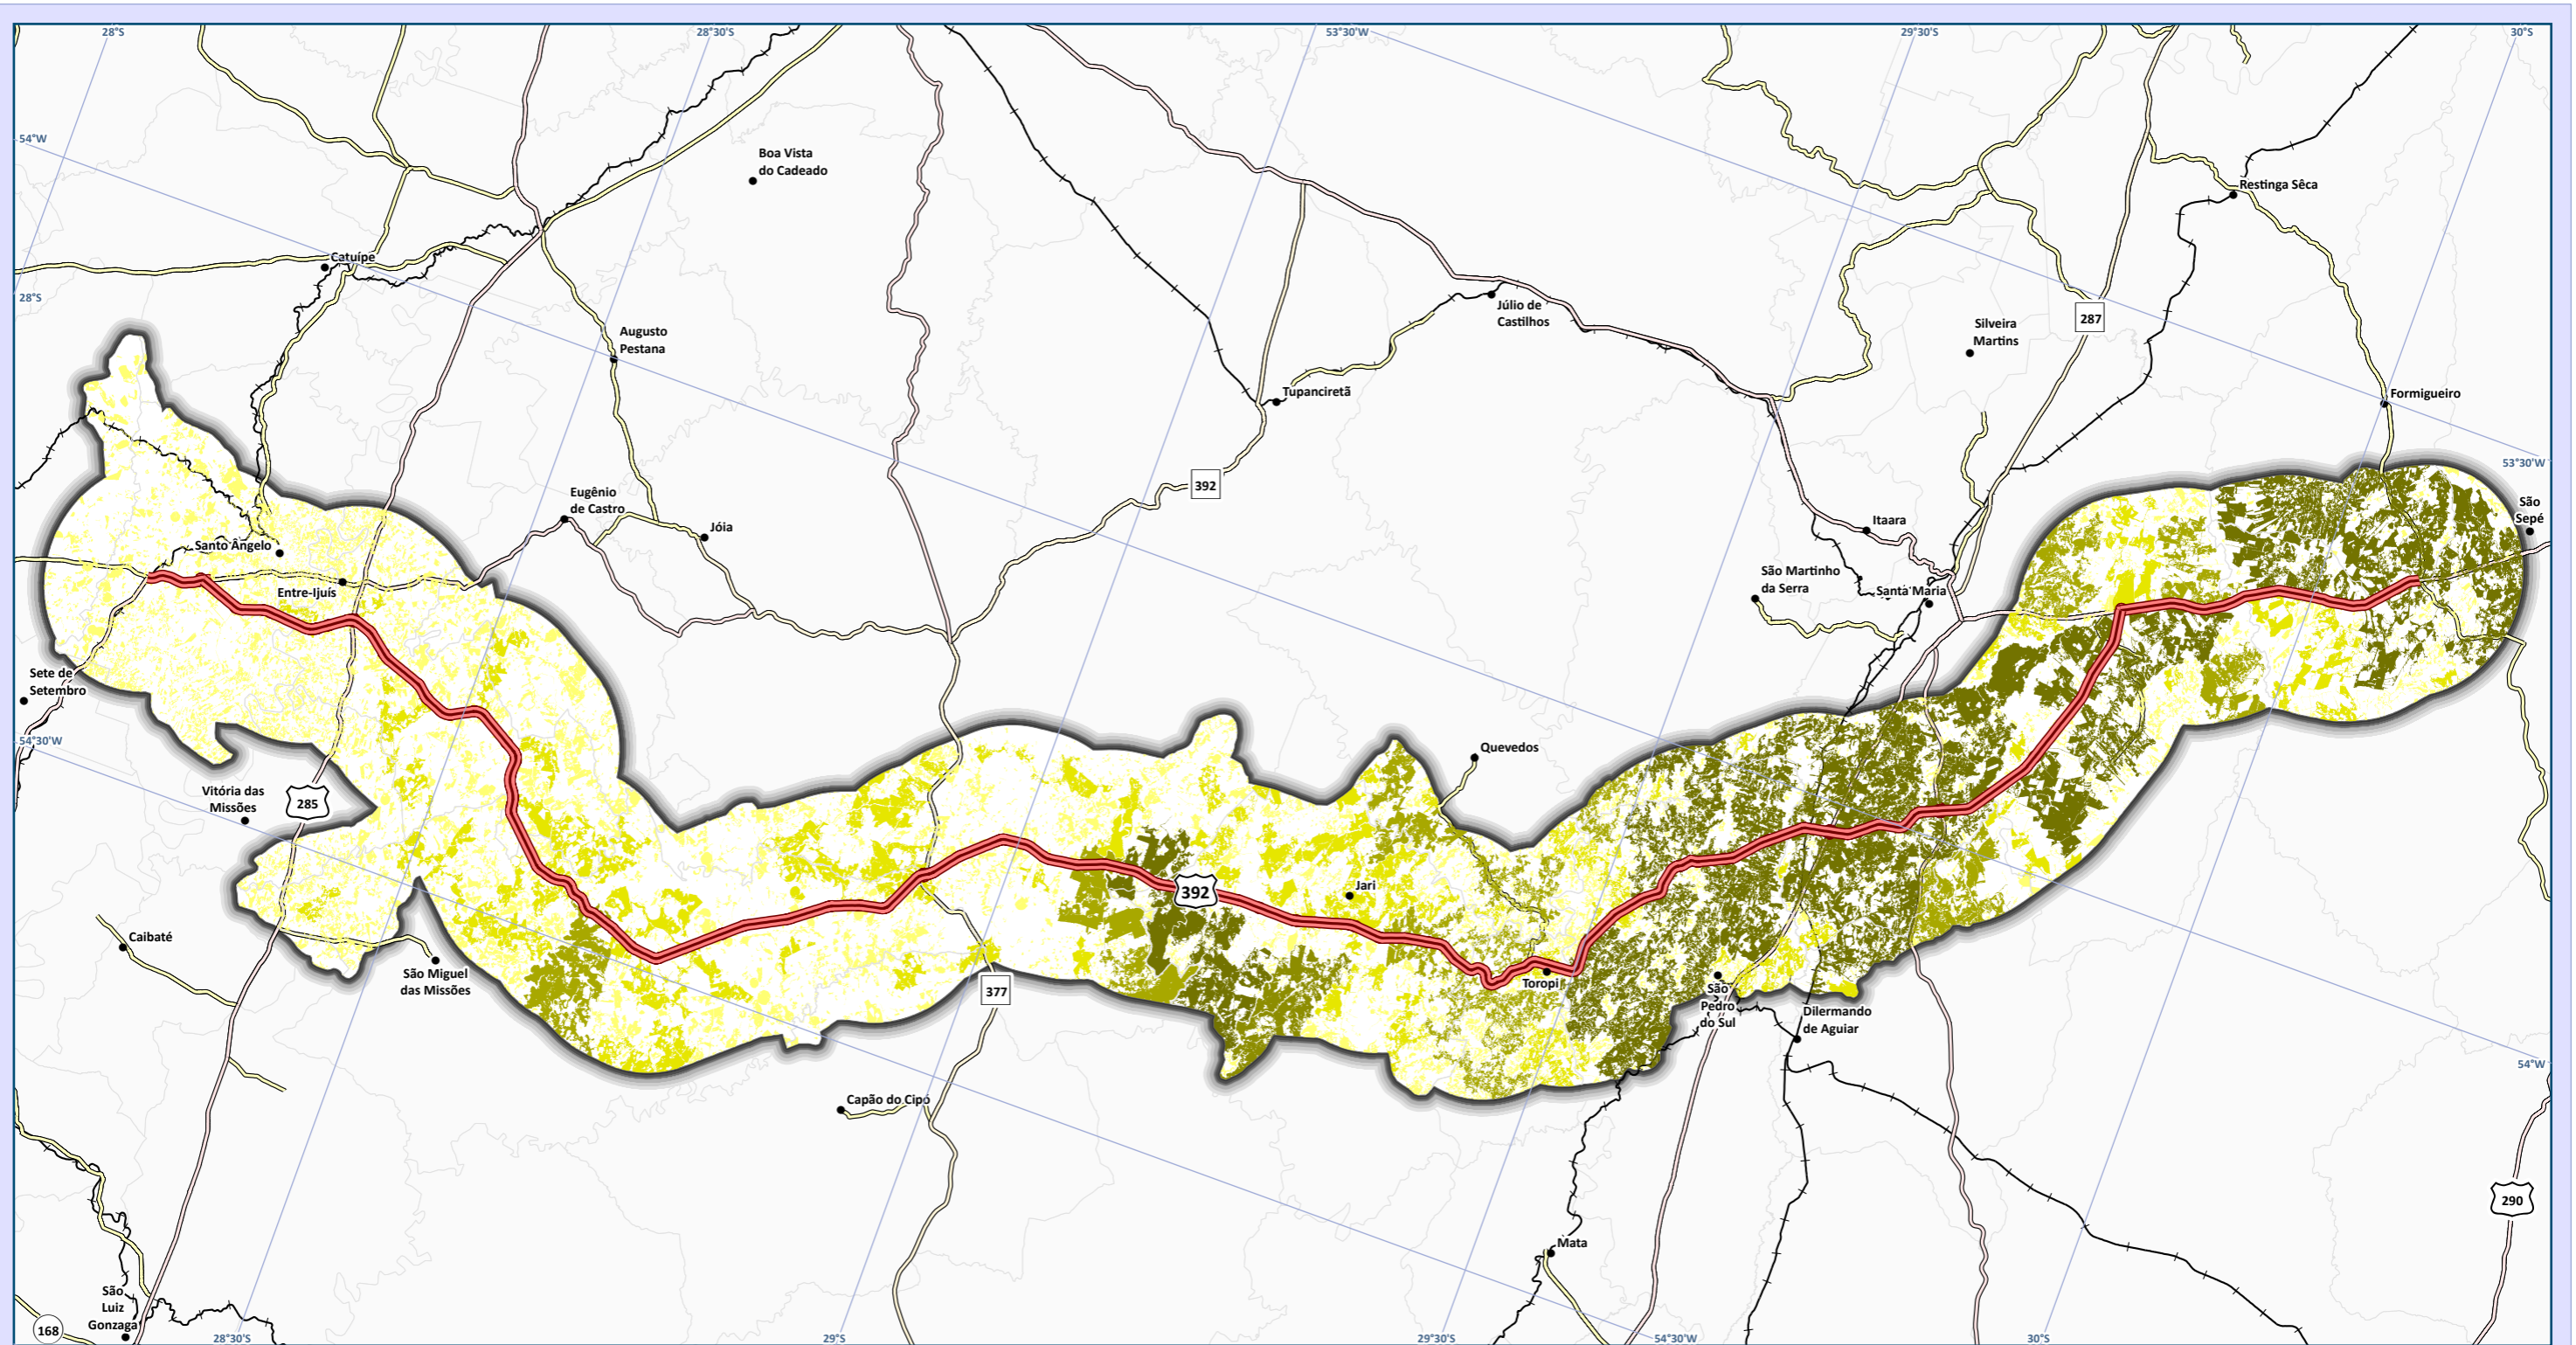 28°S
28°30'S
53°30'W
29°30'S
30°S
54°W
Boa Vista
do Cadeado
Restinga Sêca
Catuípe
28°S
Júlio de
Castilhos
287
Silveira
Martins
Augusto
Pestana
Tupanciretã
Formigueiro
53°30'W
392
Eugênio
de Castro
Jóia
São
Sepé
Itaara
Santo Ângelo
São Martinho
da Serra
Santa Maria
Entre-Ijuís
Sete de
Setembro
54°30'W
Quevedos
Vitória das
Missões
285
392
Jari
Caibaté
São Miguel
das Missões
Toropi
377
São
Pedro
do Sul
Dilermando
de Aguiar
54°W
Capão do Cipó
290
Mata
São
Luiz
Gonzaga
168
28°30'S
29°S
29°30'S
54°30'W
30°S